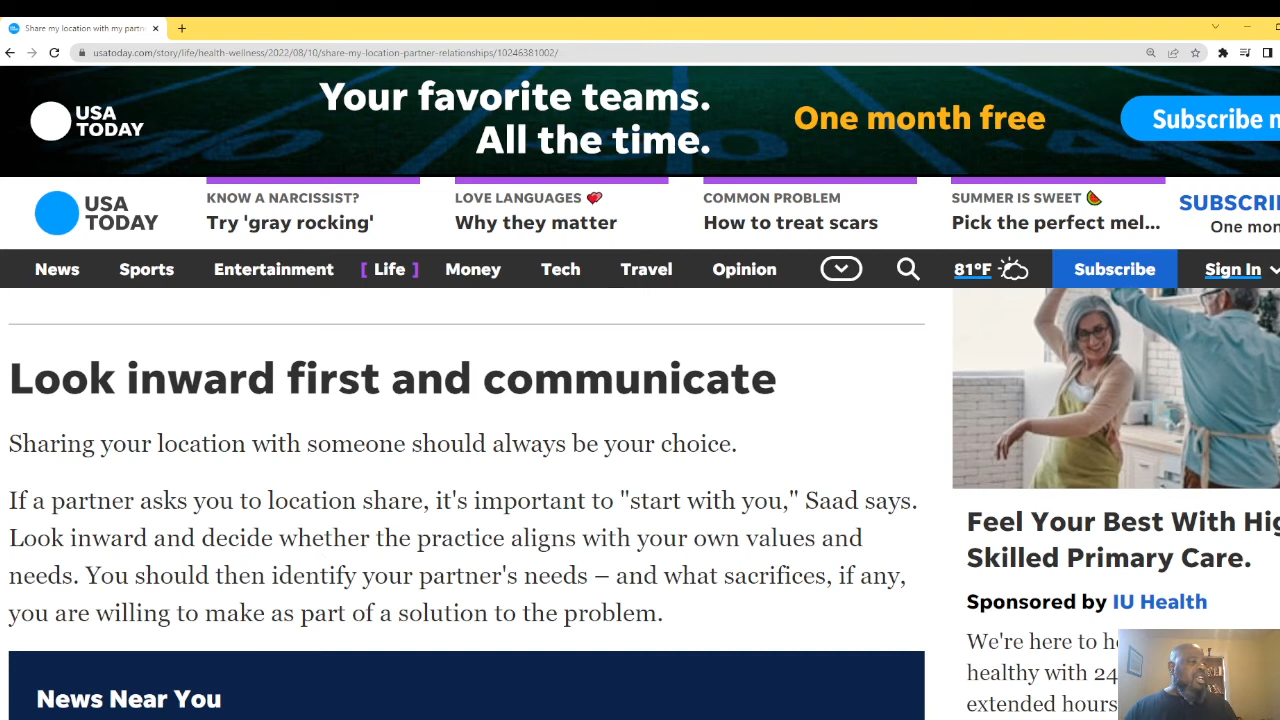 Share my location with my partn
usatoday.com/story/life/health-wellness/2022/08/10/share-my-location-partner-relationships/10246381002/
USA
TODAY
Your favorite teams.
All the time.
One month free
Subscribe
USA
TODAY
KNOW A NARCISSIST?
Try 'gray rocking'
LOVE LANGUAGES
Why they matter
COMMON PROBLEM
How to treat scars
SUMMER IS SWEET
Pick the perfect mel...
SUBSCRI
One mon
News Sports Entertainment [ Life ] Money Tech Travel Opinion 81°F Subscribe Sign In
Look inward first and communicate
Sharing your location with someone should always be your choice.
If a partner asks you to location share, it's important to "start with you," Saad says.
Look inward and decide whether the practice aligns with your own values and
needs. You should then identify your partner's needs – and what sacrifices, if any,
you are willing to make as part of a solution to the problem.
News Near You
Feel Your Best With Hig
Skilled Primary Care.
Sponsored by IU Health
We're here to h
healthy with 24
extended hours